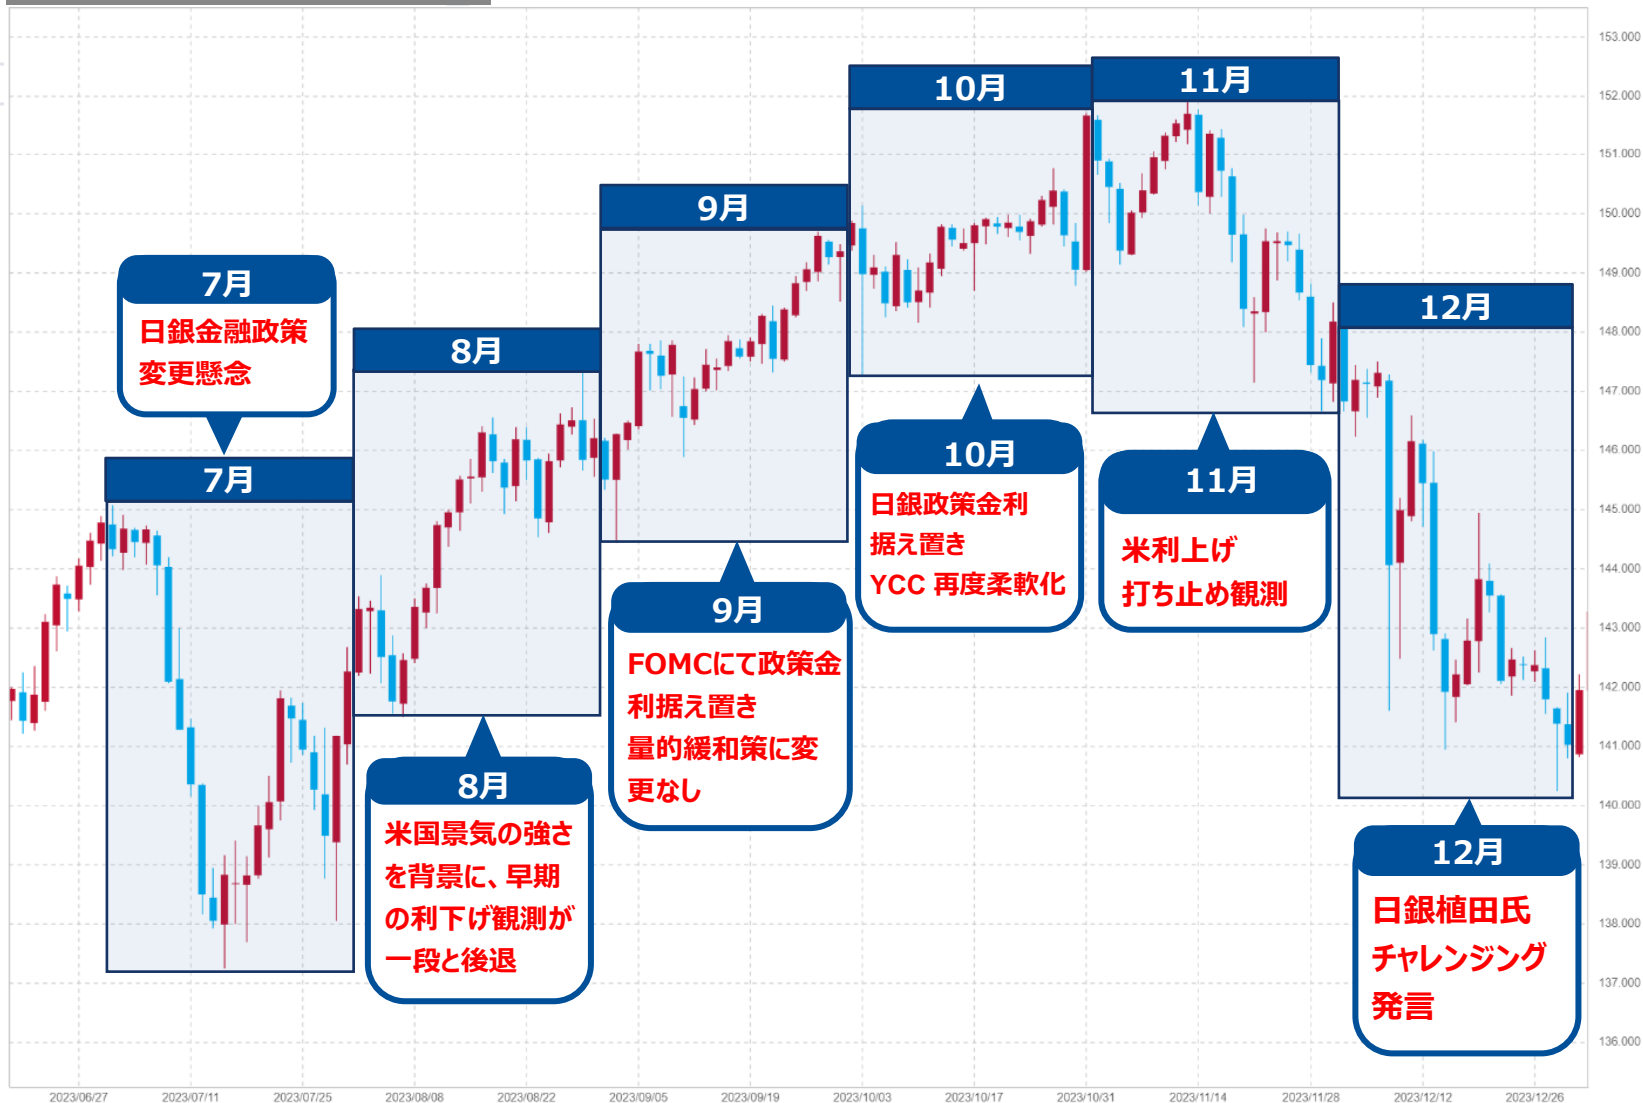 7月
日銀金融政策
変更懸念
7月
8月
8月
米国景気の強さ
を背景に、早期
の利下げ観測が
一段と後退
9月
9月
FOMCにて政策金
利据え置き
量的緩和策に変
更なし
10月
10月
日銀政策金利
据え置き
YCC 再度柔軟化
11月
11月
米利上げ
打ち止め観測
12月
12月
日銀植田氏
チャレンジング
発言
153.000
152.000
151.000
150.000
149.000
148.000
147.000
146.000
145.000
144.000
143.000
142.000
141.000
140.000
139.000
138.000
137.000
136.000
2023/06/27
2023/07/11
2023/07/25
2023/08/08
2023/08/22
2023/09/05
2023/09/19
2023/10/03
2023/10/17
2023/10/31
2023/11/14
2023/11/28
2023/12/12
2023/12/26